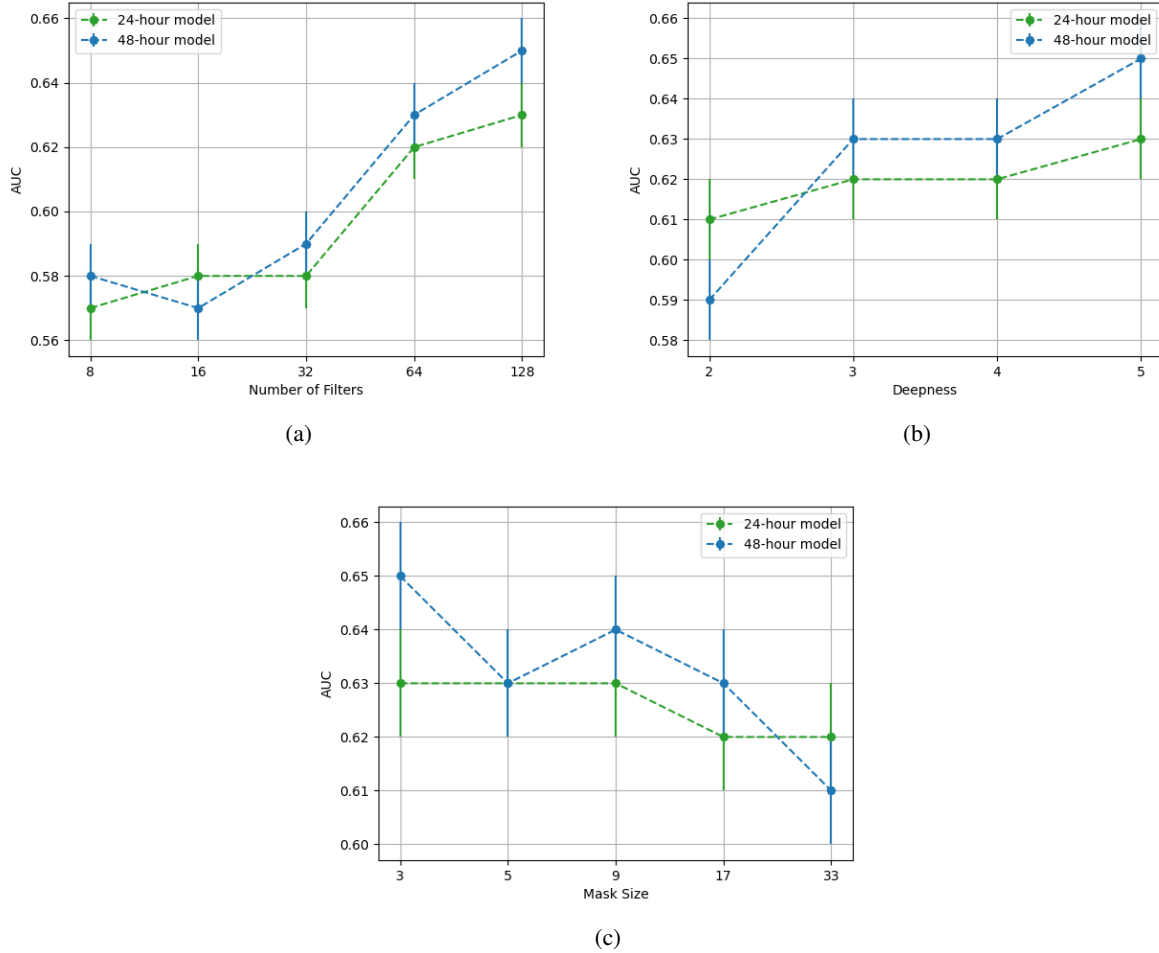 0.66
0.64
0.62
0.60
0.58
0.56
AUC
24-hour model
48-hour model
8 16 32 64 128
Number of Filters
(a)
0.66
0.65
0.64
0.63
0.62
0.61
0.60
0.59
0.58
AUC
24-hour model
48-hour model
2 3 4 5
Deepness
(b)
0.66
0.65
0.64
0.63
0.62
0.61
0.60
AUC
24-hour model
48-hour model
3 5 9 17 33
Mask Size
(c)